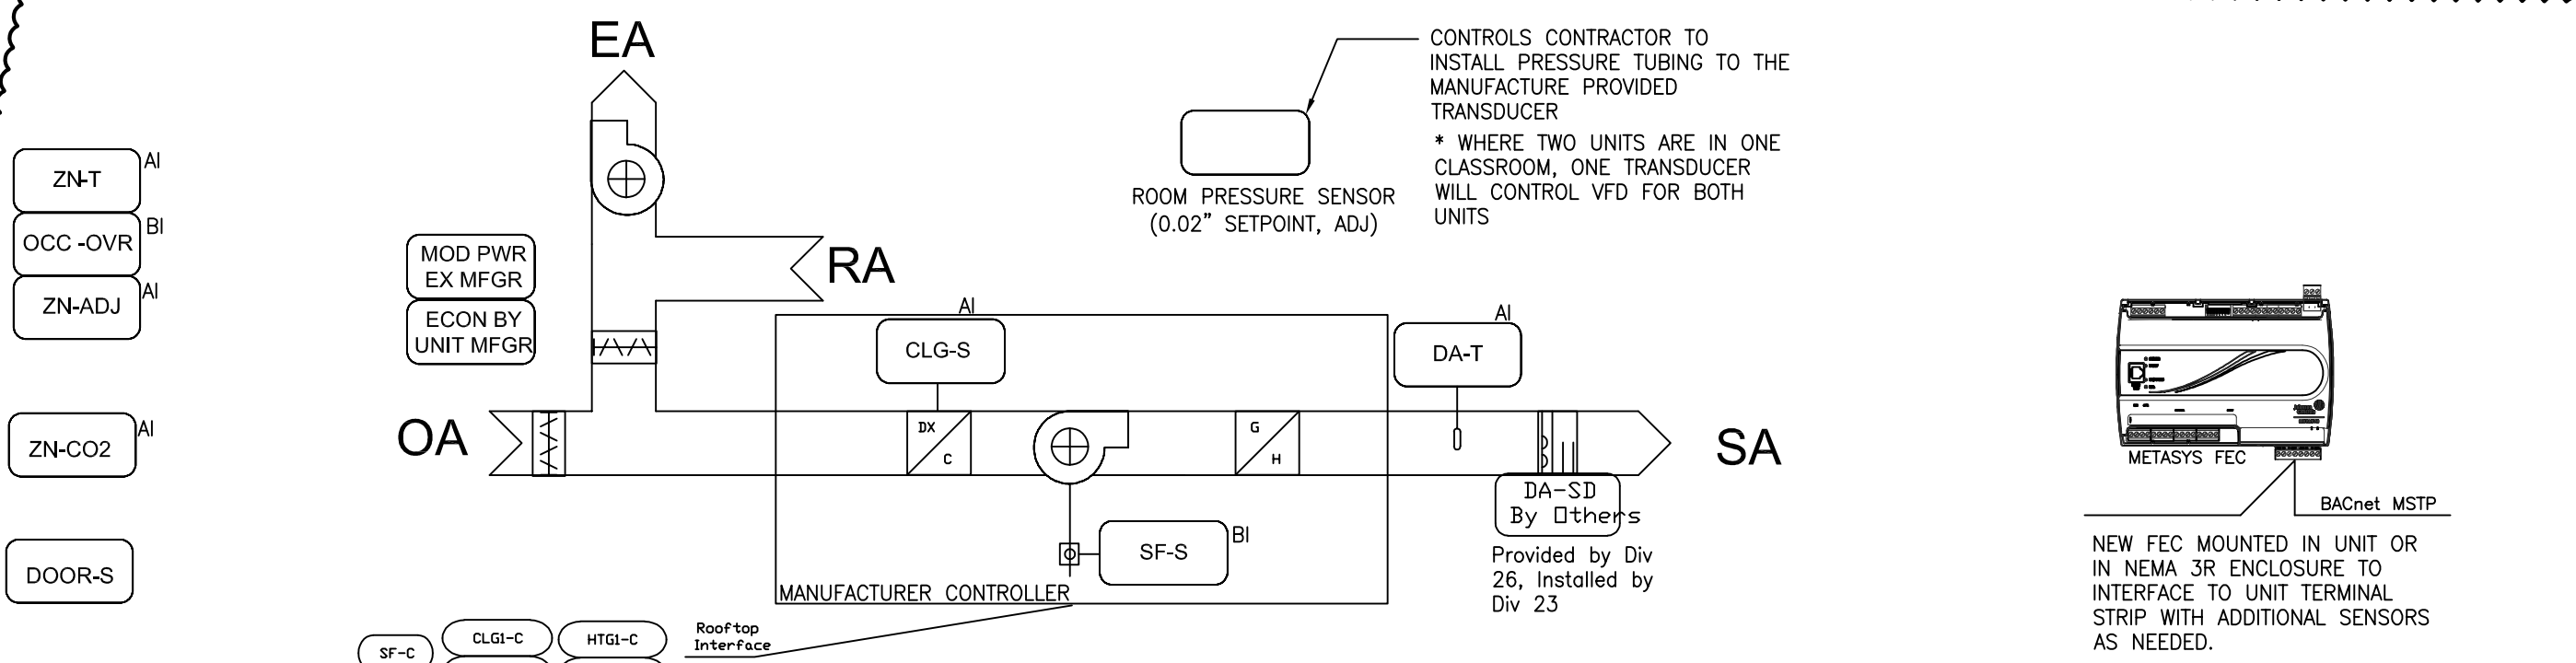 EA
CONTROLS CONTRACTOR TO
INSTALL PRESSURE TUBING TO THE
MANUFACTURE PROVIDED
TRANSDUCER
* WHERE TWO UNITS ARE IN ONE
CLASSROOM, ONE TRANSDUCER
WILL CONTROL VFD FOR BOTH
UNITS
ROOM PRESSURE SENSOR
(0.02" SETPOINT, ADJ)
ZN-T
AI
OCC -OVR
BI
ZN-ADJ
AI
ZN-CO2
AI
DOOR-S
MOD PWR
EX MFGR
ECON BY
UNIT MFGR
RA
OA
AI
CLG-S
DX
C
G
H
AI
DA-T
SA
DA-SD
By Others
Provided by Div
26, Installed by
Div 23
SF-S
BI
MANUFACTURER CONTROLLER
Rooftop
Interface
SF-C
CLG1-C
HTG1-C
METASYS FEC
BACnet MSTP
NEW FEC MOUNTED IN UNIT OR
IN NEMA 3R ENCLOSURE TO
INTERFACE TO UNIT TERMINAL
STRIP WITH ADDITIONAL SENSORS
AS NEEDED.